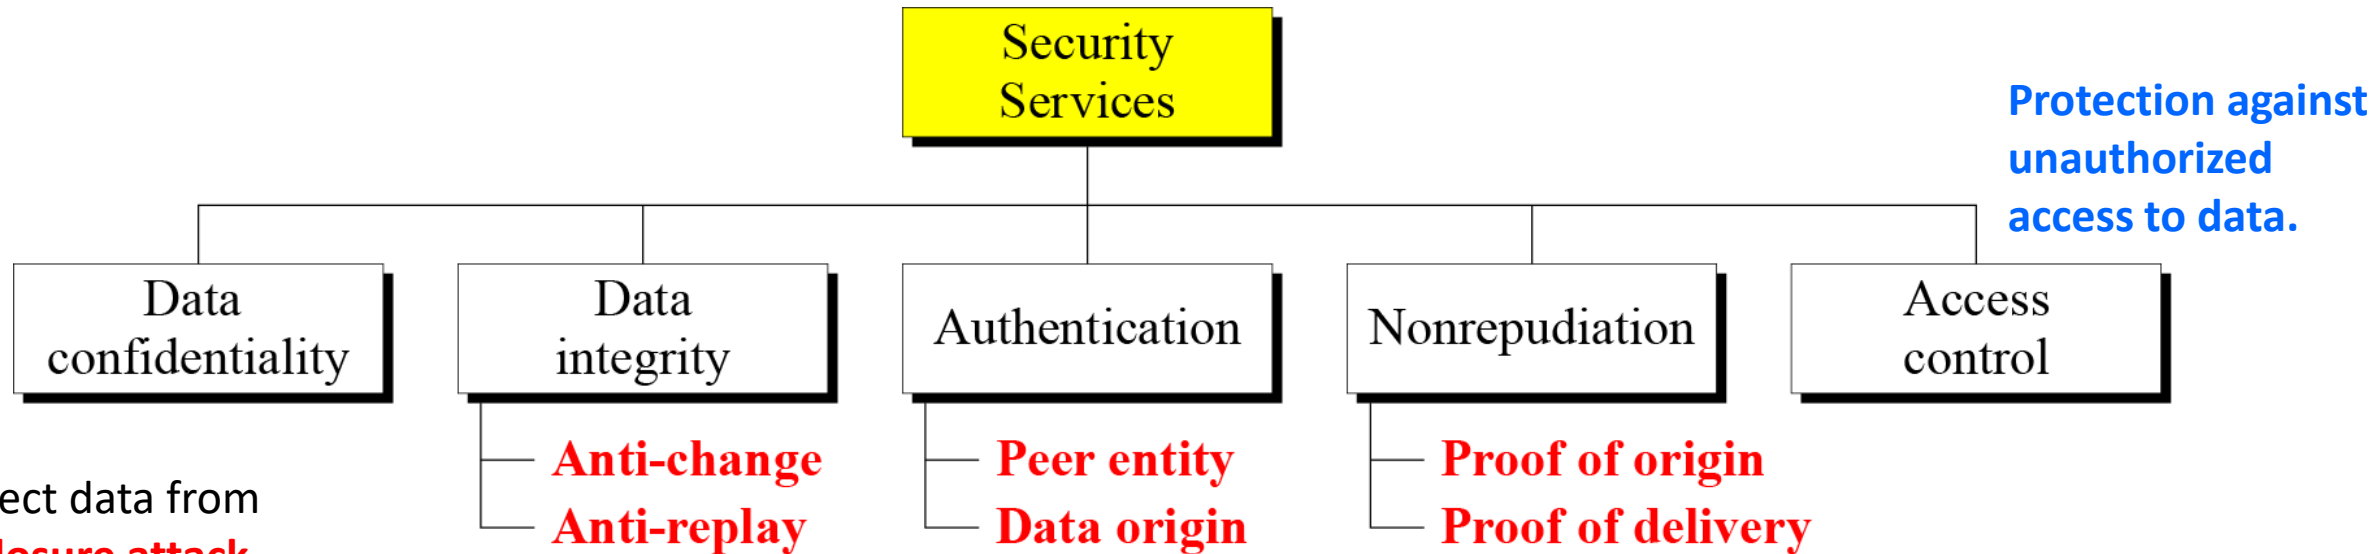 Security
Services
Protection against
unauthorized
access to data.
Data
confidentiality
Data
integrity
Authentication
Nonrepudiation
Access
control
Anti-change
Anti-replay
Peer entity
Data origin
Proof of origin
Proof of delivery
data from
attack